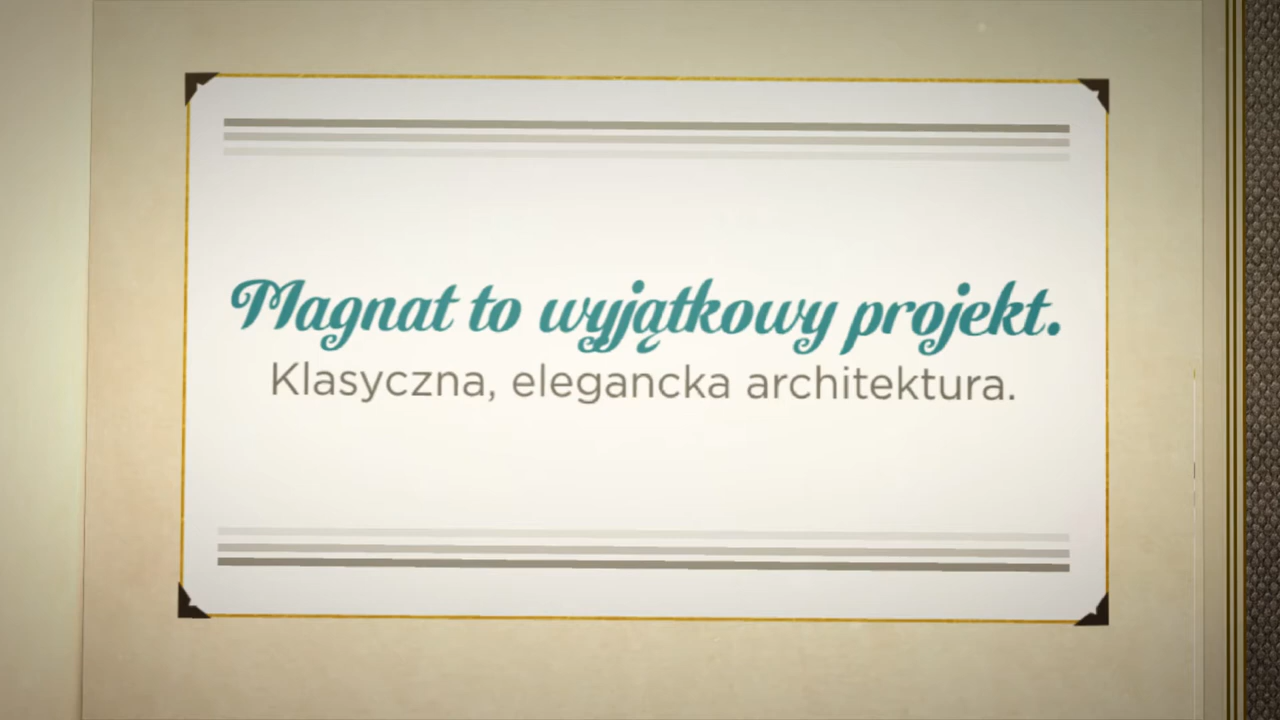 Magnat to wyjątkowy projekt.
Klasyczna, elegancka architektura.